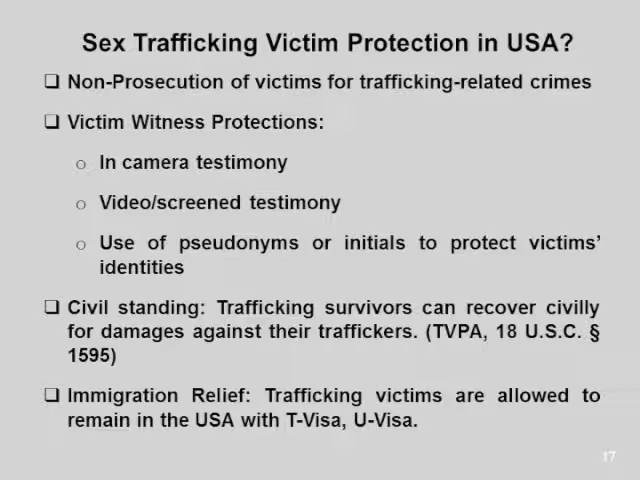 Sex Trafficking Victim Protection in USA?
❑ Non-Prosecution of victims for trafficking-related crimes
❑ Victim Witness Protections:
o In camera testimony
o Video/screened testimony
o Use of pseudonyms or initials to protect victims’
identities
❑ Civil standing: Trafficking survivors can recover civilly
for damages against their traffickers. (TVPA, 18 U.S.C. §
1595)
❑ Immigration Relief: Trafficking victims are allowed to
remain in the USA with T-Visa, U-Visa.
17